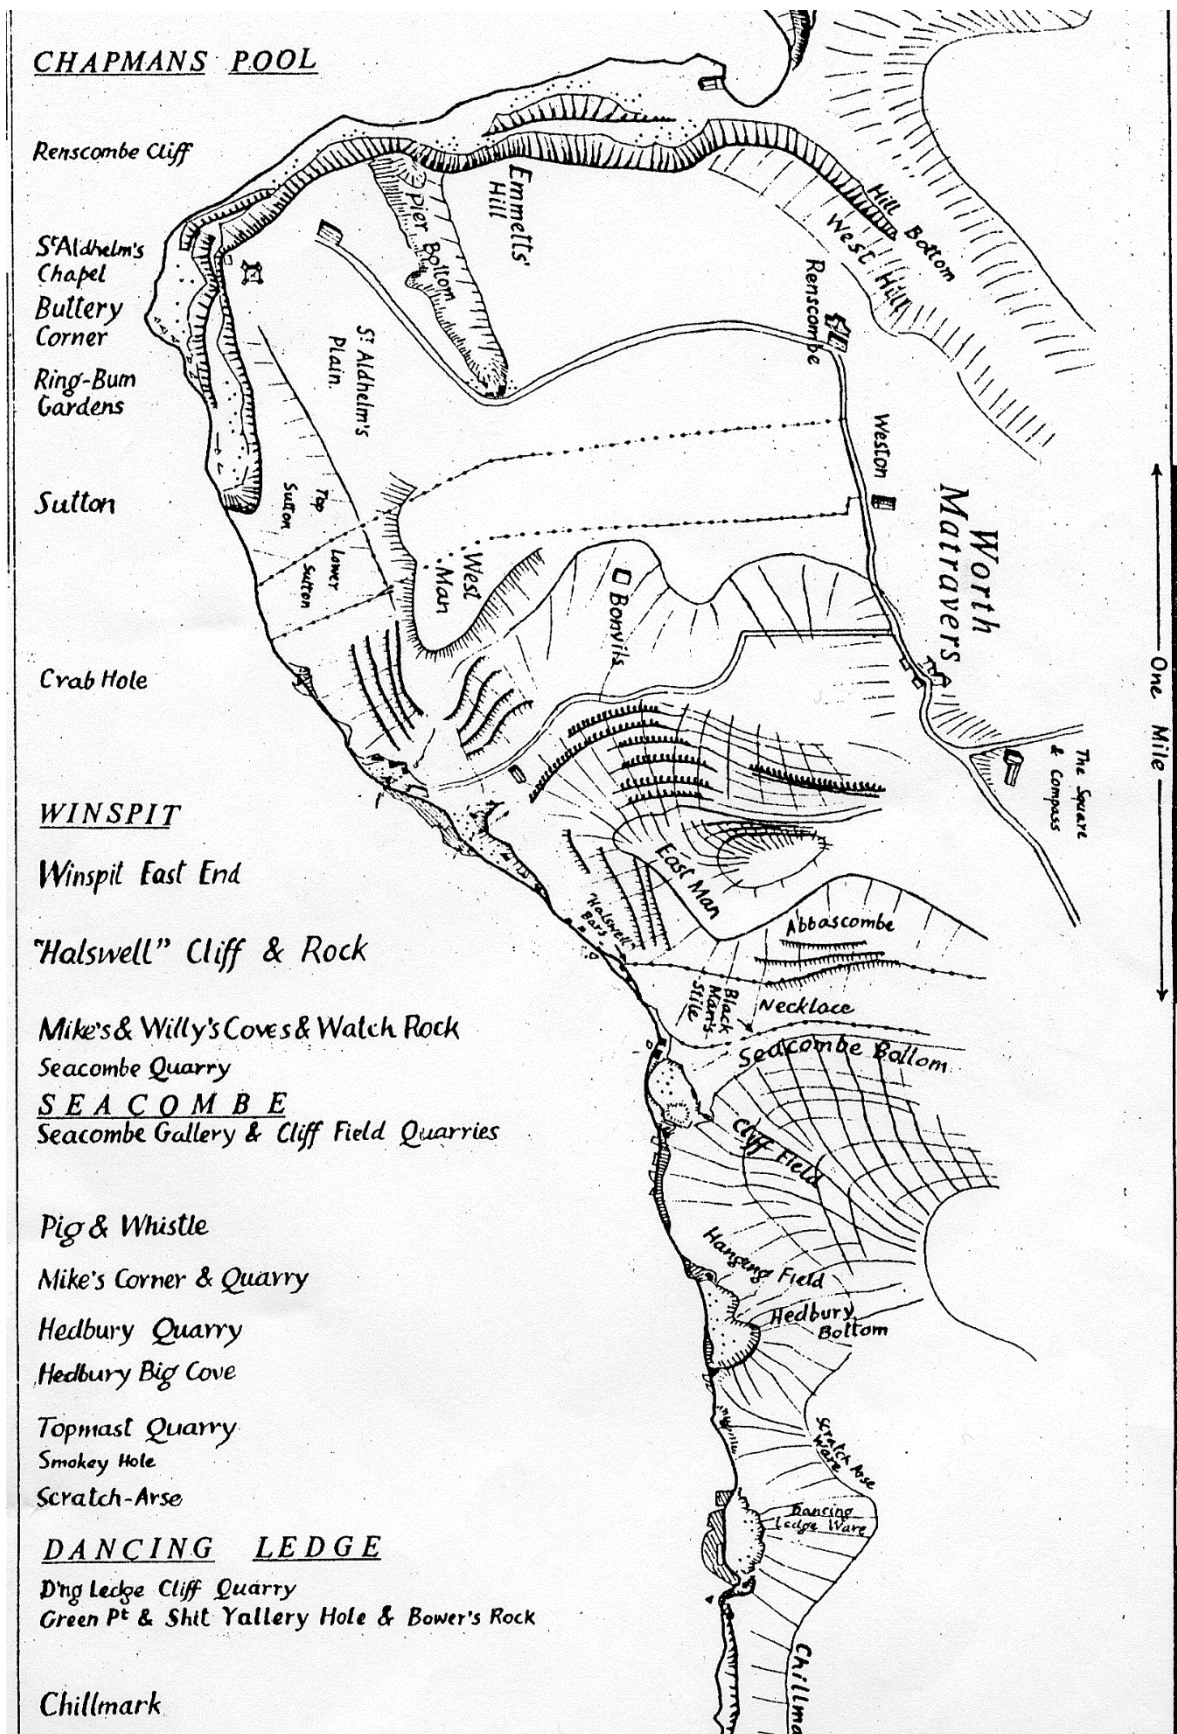 CHAPMANS POOL
Renscombe Cliff
Sᵗ Aldhelm's
Chapel
Buttery
Corner
Ring-Bum
Gardens
Sutton
Crab Hole
WINSPIT
Winspit East End
"Halswell" Cliff & Rock
Mike's & Willy's Coves & Watch Rock
Seacombe Quarry
SEACOMBE
Seacombe Gallery & Cliff Field Quarries
Pig & Whistle
Mike's Corner & Quarry
Hedbury Quarry
Hedbury Big Cove
Topmast Quarry
Smokey Hole
Scratch-Arse
DANCING LEDGE
D'ng Ledge Cliff Quarry
Green Pᵗ & Shit Yallery Hole & Bower's Rock
Chillmark
Emmetts'
Hill
Pier Bottom
Hill Bottom
West Hill
Renscombe
Sᵗ Aldhelm's
Plain.
Weston
Top
Sutton
Lower
Sutton
West
Man
Bonvils
Worth
Matravers
One Mile
The Square
& Compass
East Man
"Halswell"
Bars
Abbascombe
Black
Man's
Stile
Necklace
Seacombe Bottom
Cliff Field
Hanging Field
Hedbury
Bottom
Scratch Arse
Ware
Dancing
Ledge Ware
Chillma